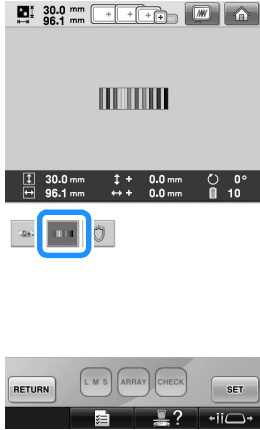 30.0 mm
96.1 mm
30.0 mm + 0.0 mm 0°
96.1 mm + 0.0 mm 10
RETURN L M S ARRAY CHECK SET
?